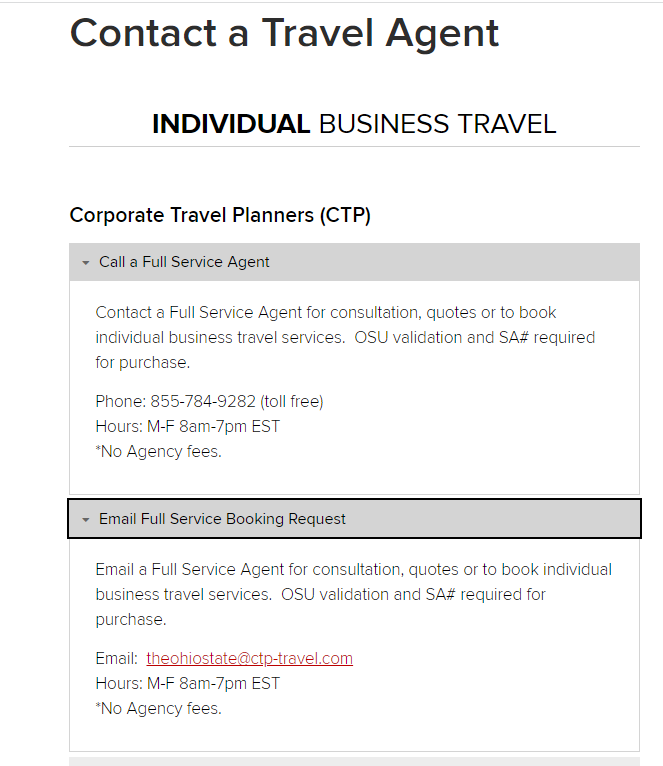 Contact a Travel Agent
INDIVIDUAL BUSINESS TRAVEL
Corporate Travel Planners (CTP)
Call a Full Service Agent
Contact a Full Service Agent for consultation, quotes or to book
individual business travel services.  OSU validation and SA# required
for purchase.
Phone: 855-784-9282 (toll free)
Hours: M-F 8am-7pm EST
*No Agency fees.
Email Full Service Booking Request
Email a Full Service Agent for consultation, quotes or to book individual
business travel services.  OSU validation and SA# required for
purchase.
Email:  theohiostate@ctp-travel.com
Hours: M-F 8am-7pm EST
*No Agency fees.